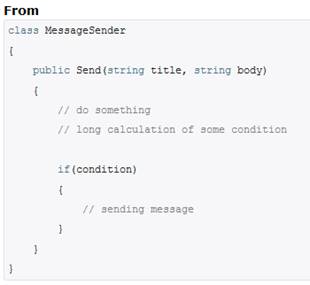 From
class MessageSender
{
    public Send(string title, string body)
    {
        // do something
        // long calculation of some condition

        if(condition)
        {
            // sending message
        }
    }
}